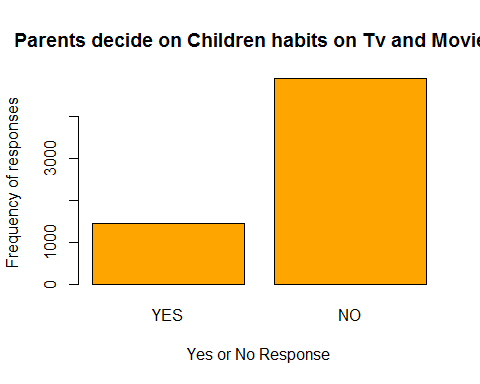 Parents decide on Children habits on Tv and Movie
Frequency of responses
3000
1000
0
YES
NO
Yes or No Response